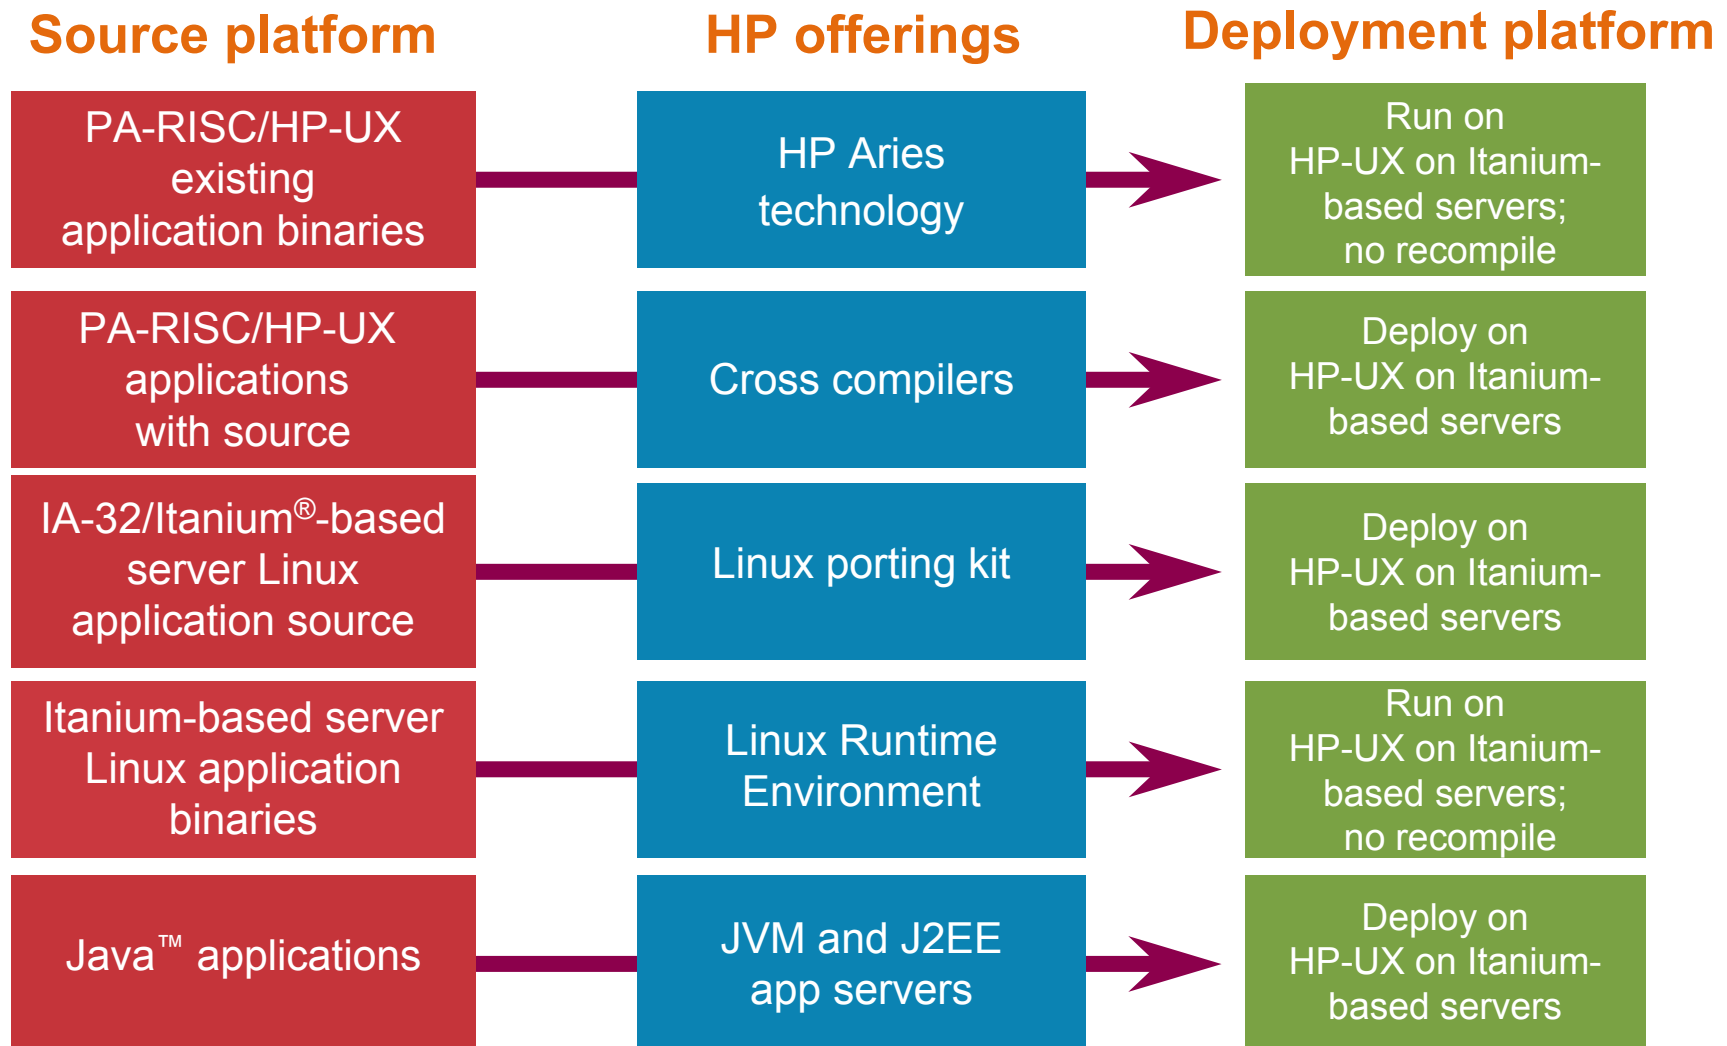 Source platform
HP offerings
Deployment platform
PA-RISC/HP-UX
existing
application binaries
HP Aries
technology
Run on
HP-UX on Itanium-
based servers;
no recompile
PA-RISC/HP-UX
applications
with source
Cross compilers
Deploy on
HP-UX on Itanium-
based servers
IA-32/Itanium®-based
server Linux
application source
Linux porting kit
Deploy on
HP-UX on Itanium-
based servers
Itanium-based server
Linux application
binaries
Linux Runtime
Environment
Run on
HP-UX on Itanium-
based servers;
no recompile
Java™ applications
JVM and J2EE
app servers
Deploy on
HP-UX on Itanium-
based servers